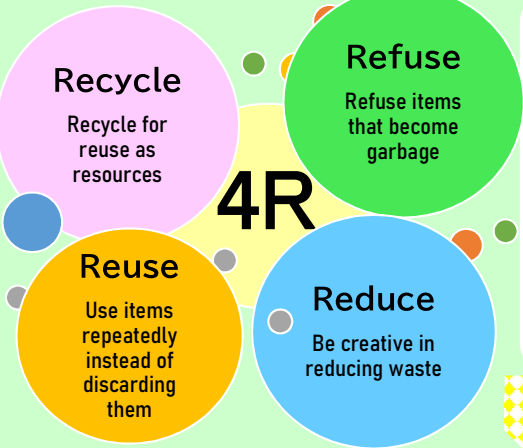 Recycle
Recycle for
reuse as
resources
Refuse
Refuse items
that become
garbage
4R
Reuse
Use items
repeatedly
instead of
discarding
them
Reduce
Be creative in
reducing waste